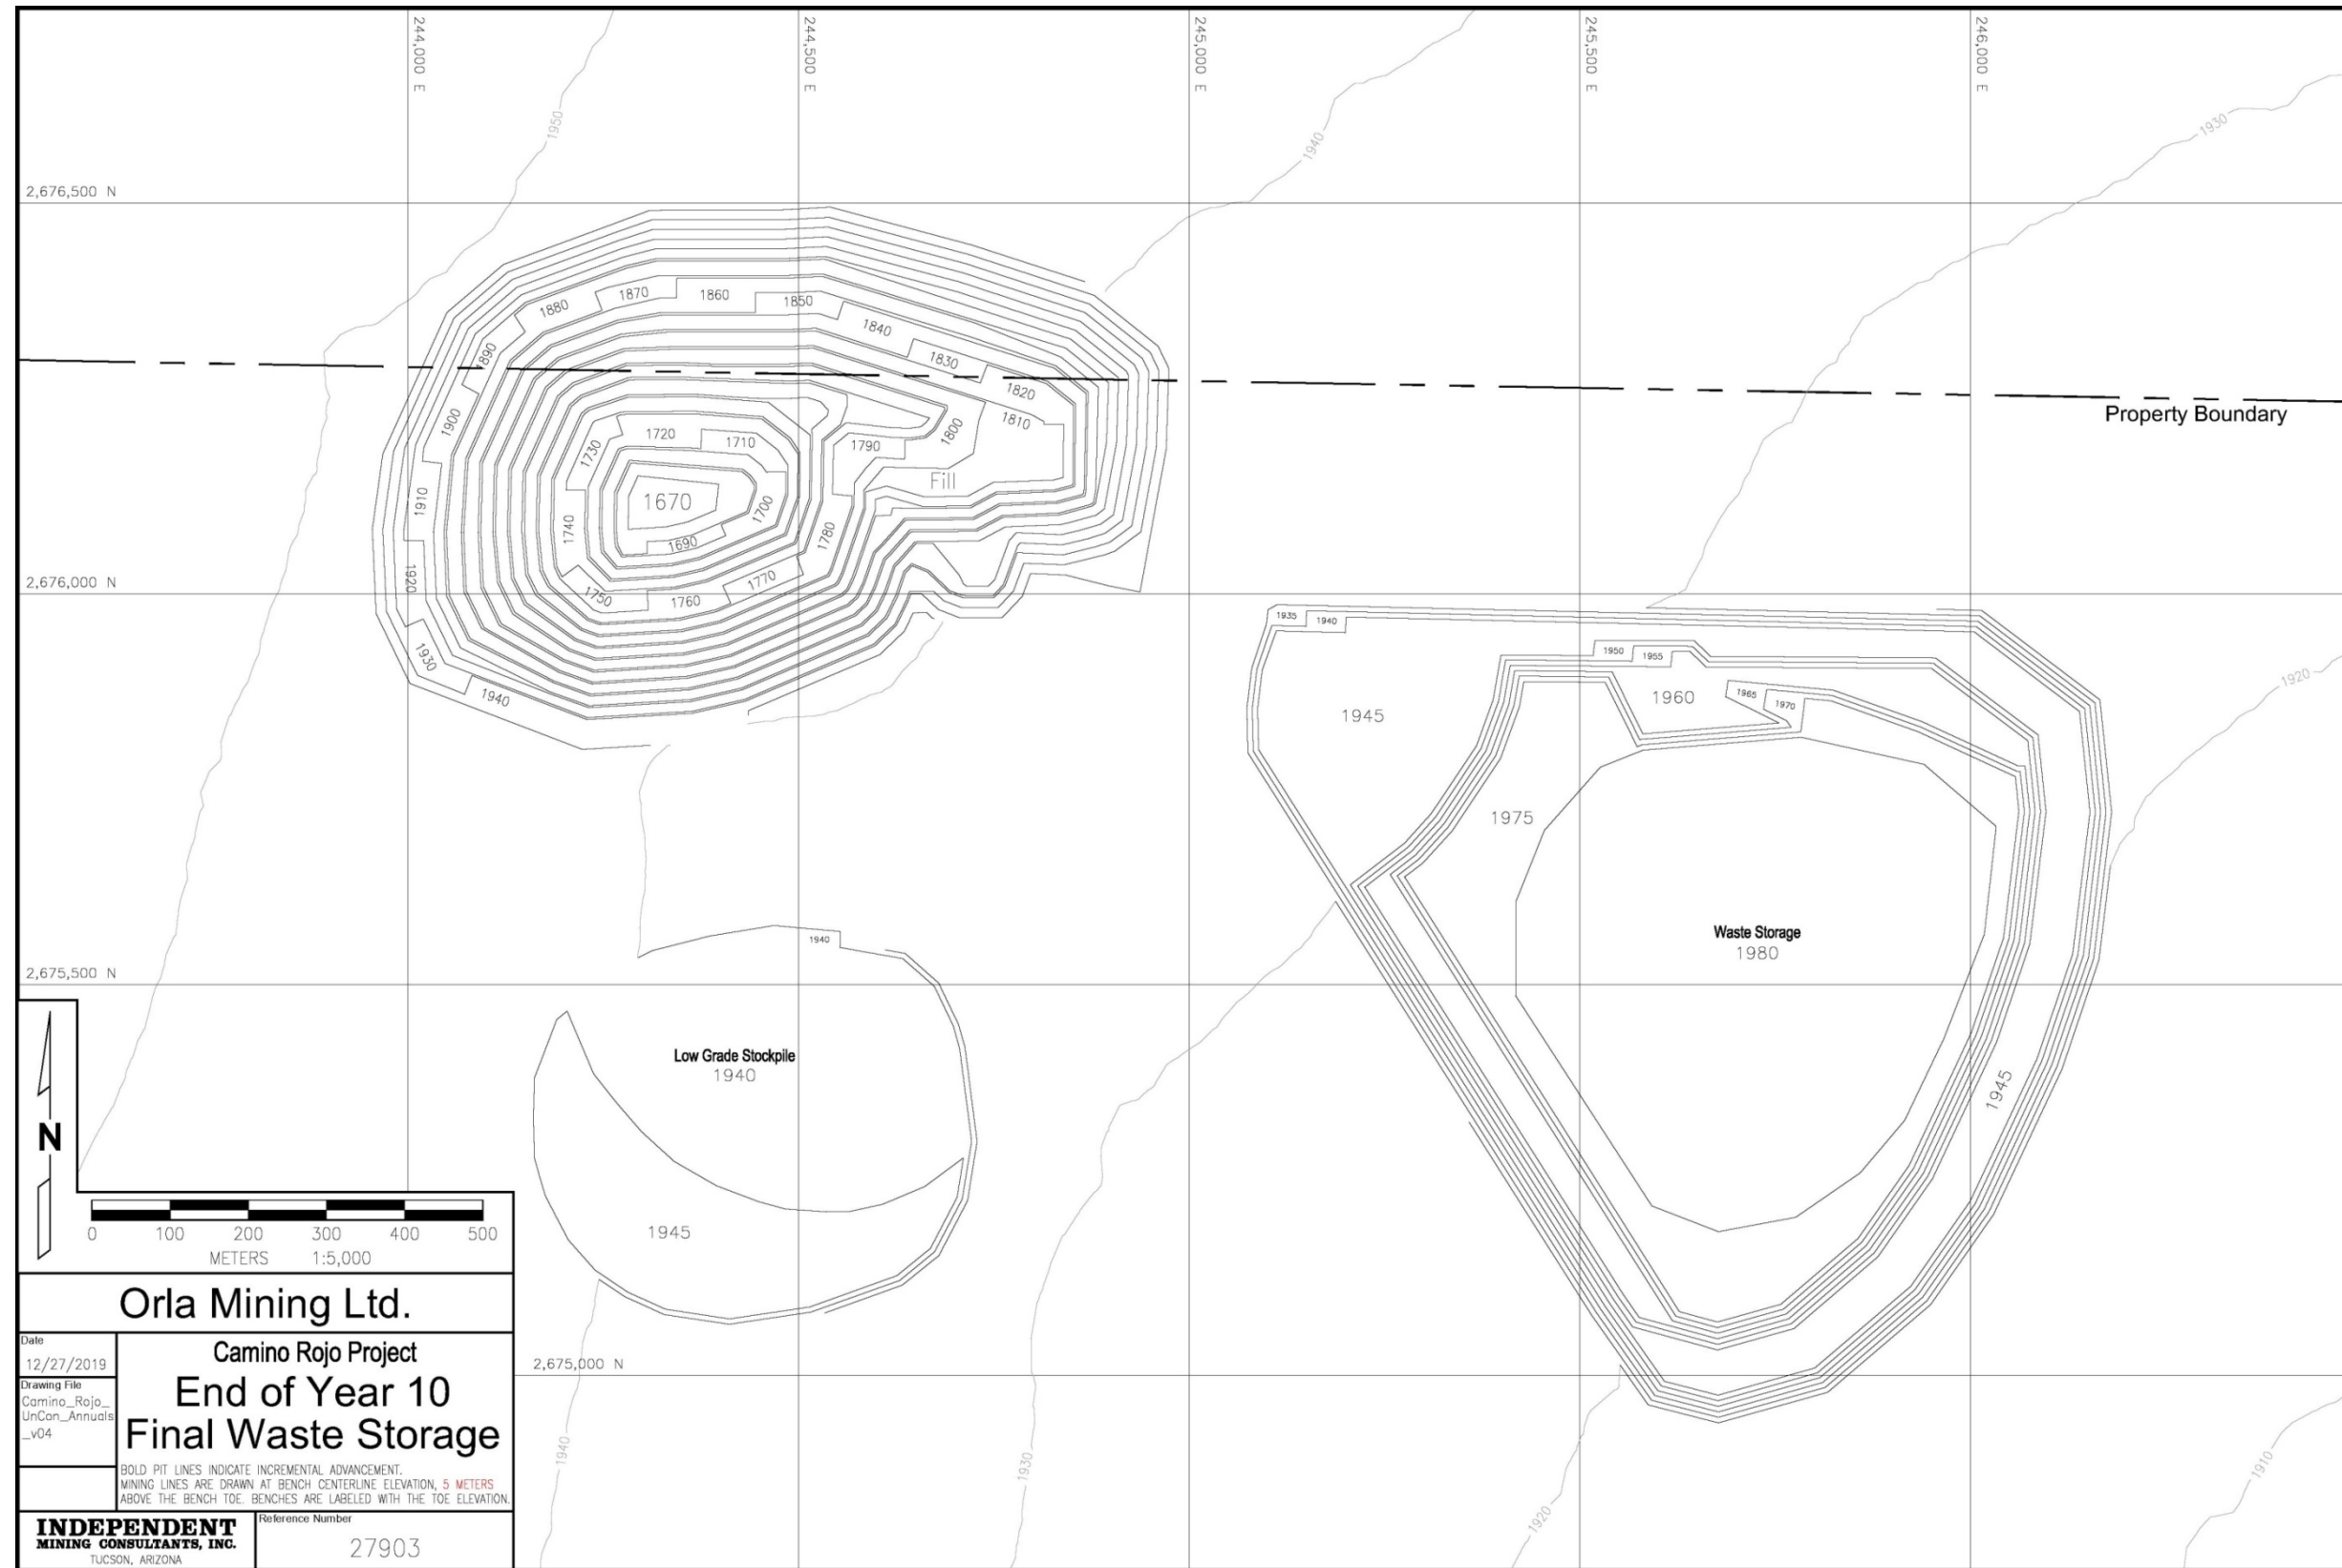 244,000 E
244,500 E
245,000 E
245,500 E
246,000 E
1950
1940
1930
2,676,500 N
1880
1870
1860
1850
1840
1830
1820
1810
1890
1900
1910
1920
1930
1940
1800
1790
Fill
1720
1710
1730
1670
1700
1740
1690
1780
1770
1750
1760
Property Boundary
2,676,000 N
1935
1940
1950
1955
1960
1965
1970
1945
1975
1920
Waste Storage
1980
1945
2,675,500 N
1940
Low Grade Stockpile
1940
1945
2,675,000 N
1940
1930
1920
1910
N
0 100 200 300 400 500
METERS 1:5,000
Orla Mining Ltd.
Date
12/27/2019
Drawing File
Camino_Rojo_
UnCon_Annuals
_v04
Camino Rojo Project
End of Year 10
Final Waste Storage
BOLD PIT LINES INDICATE INCREMENTAL ADVANCEMENT.
MINING LINES ARE DRAWN AT BENCH CENTERLINE ELEVATION, 5 METERS
ABOVE THE BENCH TOE. BENCHES ARE LABELED WITH THE TOE ELEVATION.
INDEPENDENT
MINING CONSULTANTS, INC.
TUCSON, ARIZONA
Reference Number
27903